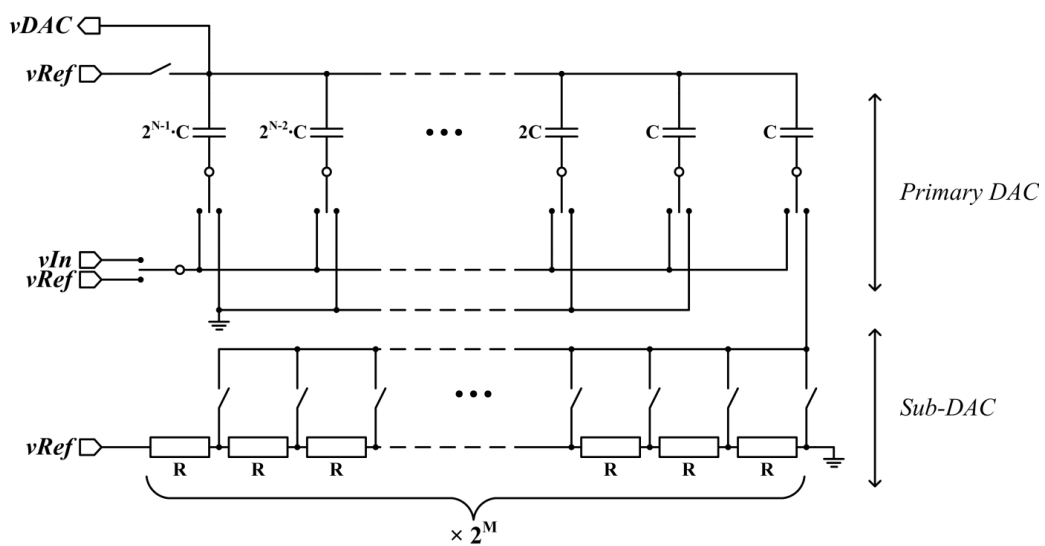 vDAC
vRef
2^{N-1}·C 2^{N-2}·C 2C C C
Primary DAC
vIn
vRef
Sub-DAC
vRef
R R R R R R
× 2^M